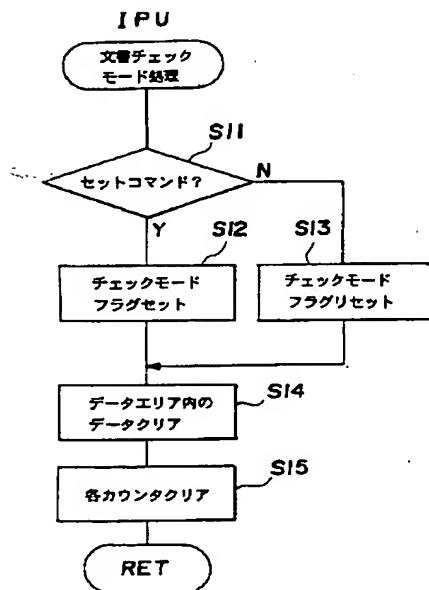 IPU
文書チェック
モード処理
S11
セットコマンド?
N
Y
S12
S13
チェックモード
フラグセット
チェックモード
フラグリセット
S14
データエリア内の
データクリア
S15
各カウンタクリア
RET